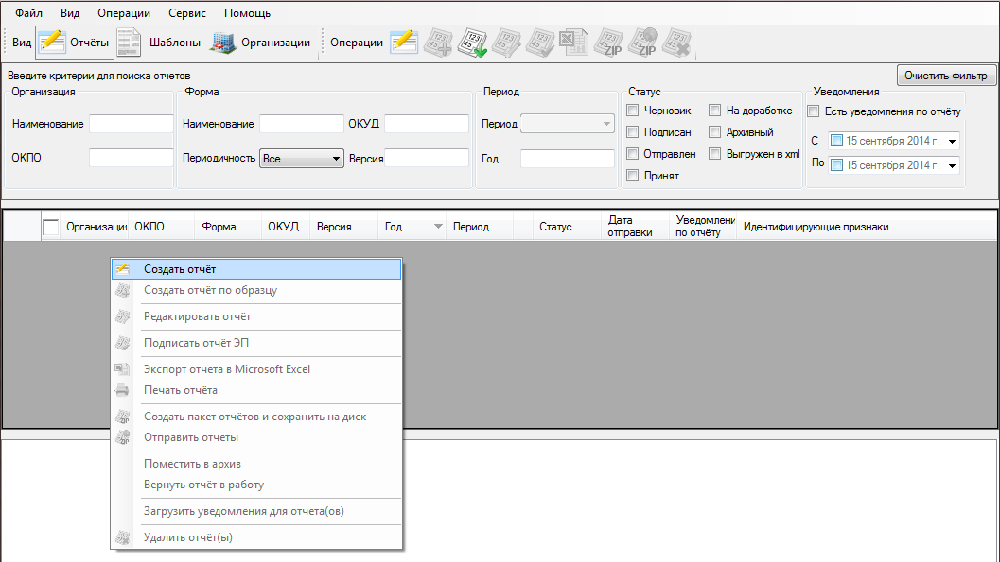 Файл Вид Операции Сервис Помощь
Вид Отчёты Шаблоны Организации Операции
Введите критерии для поиска отчетов Очистить фильтр
Организация Форма Период Статус Уведомления
Наименование Наименование ОКУД Период Черновик На доработке Есть уведомления по отчёту
Подписан Архивный С 15 сентября 2014 г.
ОКПО Периодичность Все Версия Год Отправлен Выгружен в xml По 15 сентября 2014 г.
Принят
Организация ОКПО Форма ОКУД Версия Год Период Статус Дата отправки Уведомлени по отчёту Идентифицирующие признаки
Создать отчёт
Создать отчёт по образцу
Редактировать отчёт
Подписать отчёт ЭП
Экспорт отчёта в Microsoft Excel
Печать отчёта
Создать пакет отчётов и сохранить на диск
Отправить отчёты
Поместить в архив
Вернуть отчёт в работу
Загрузить уведомления для отчета(ов)
Удалить отчёт(ы)